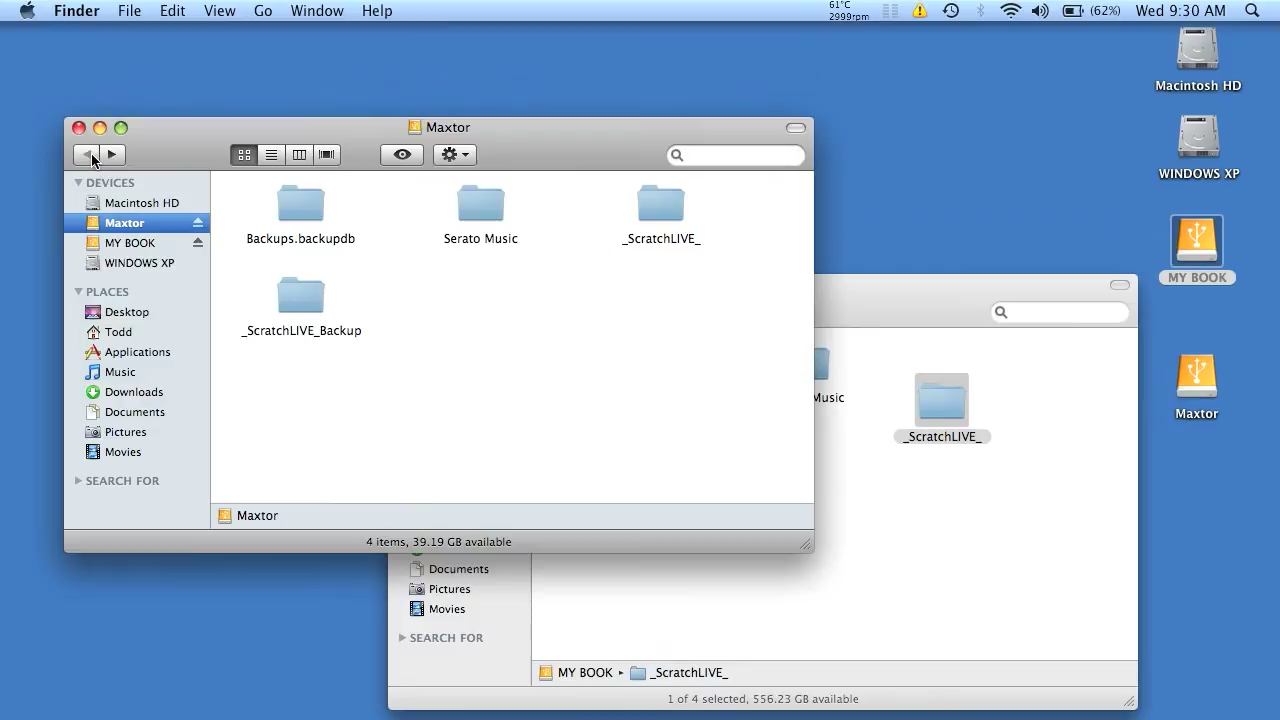 Finder File Edit View Go Window Help 61°C 2999rpm (62%) Wed 9:30 AM
Macintosh HD
WINDOWS XP
MY BOOK
Maxtor
Maxtor
DEVICES
Macintosh HD
Maxtor
MY BOOK
WINDOWS XP
PLACES
Desktop
Todd
Applications
Music
Downloads
Documents
Pictures
Movies
SEARCH FOR
Backups.backupdb Serato Music _ScratchLIVE_
_ScratchLIVE_Backup
Maxtor
4 items, 39.19 GB available
Music
_ScratchLIVE_
Documents
Pictures
Movies
SEARCH FOR
MY BOOK ▸ _ScratchLIVE_
1 of 4 selected, 556.23 GB available